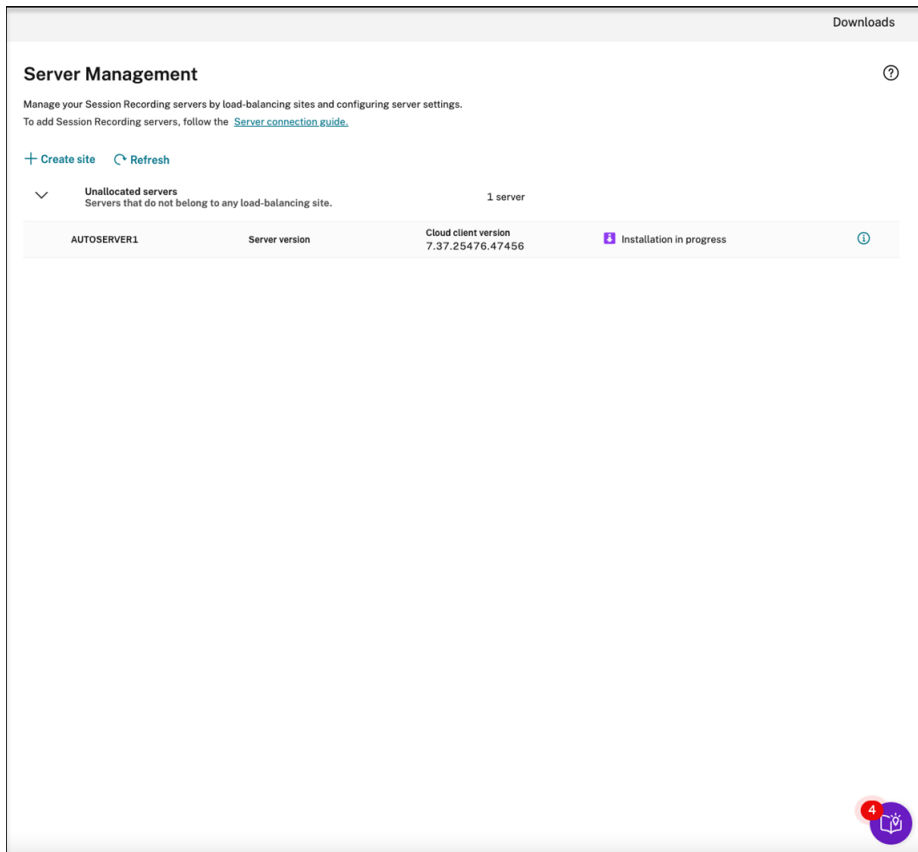 Downloads
Server Management
Manage your Session Recording servers by load-balancing sites and configuring server settings.
To add Session Recording servers, follow the Server connection guide.
Create site Refresh
Unallocated servers
Servers that do not belong to any load-balancing site.
1 server
AUTOSERVER1
Server version
Cloud client version
7.37.25476.47456
Installation in progress
4